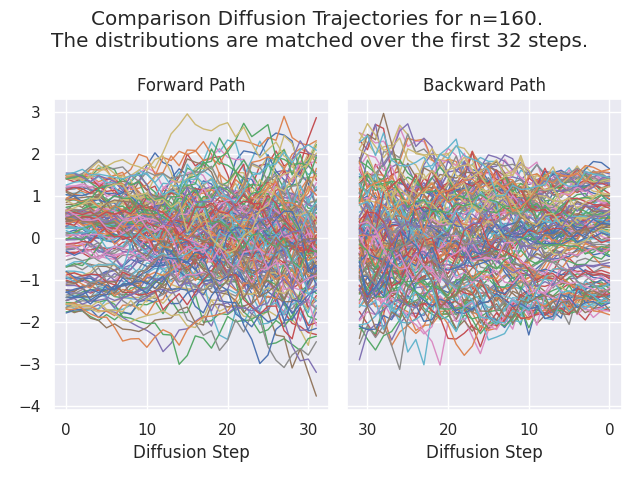 Comparison Diffusion Trajectories for n=160.
The distributions are matched over the first 32 steps.
Forward Path
Backward Path
3
2
1
0
−1
−2
−3
−4
0 10 20 30
30 20 10 0
Diffusion Step
Diffusion Step